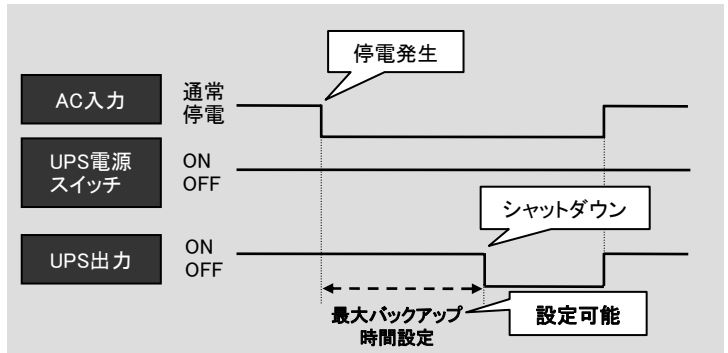 停電発生
AC入力
通常
停電
UPS電源
スイッチ
ON
OFF
シャットダウン
UPS出力
ON
OFF
最大バックアップ
時間設定
設定可能